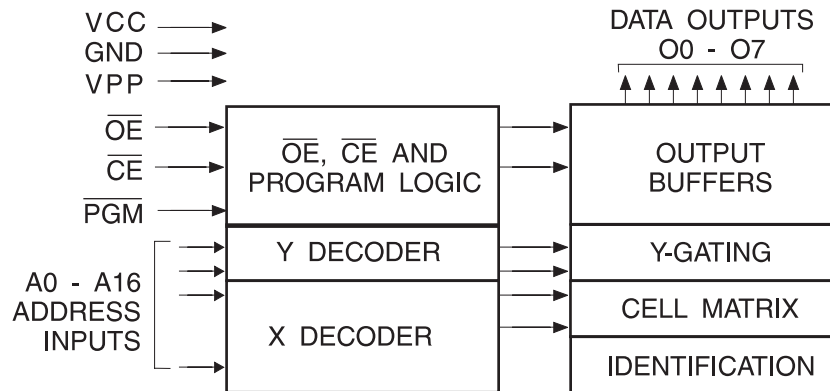 VCC
GND
VPP
OE
CE
PGM
A0 - A16
ADDRESS
INPUTS
OE, CE AND
PROGRAM LOGIC
Y DECODER
X DECODER
DATA OUTPUTS
O0 - O7
OUTPUT
BUFFERS
Y-GATING
CELL MATRIX
IDENTIFICATION